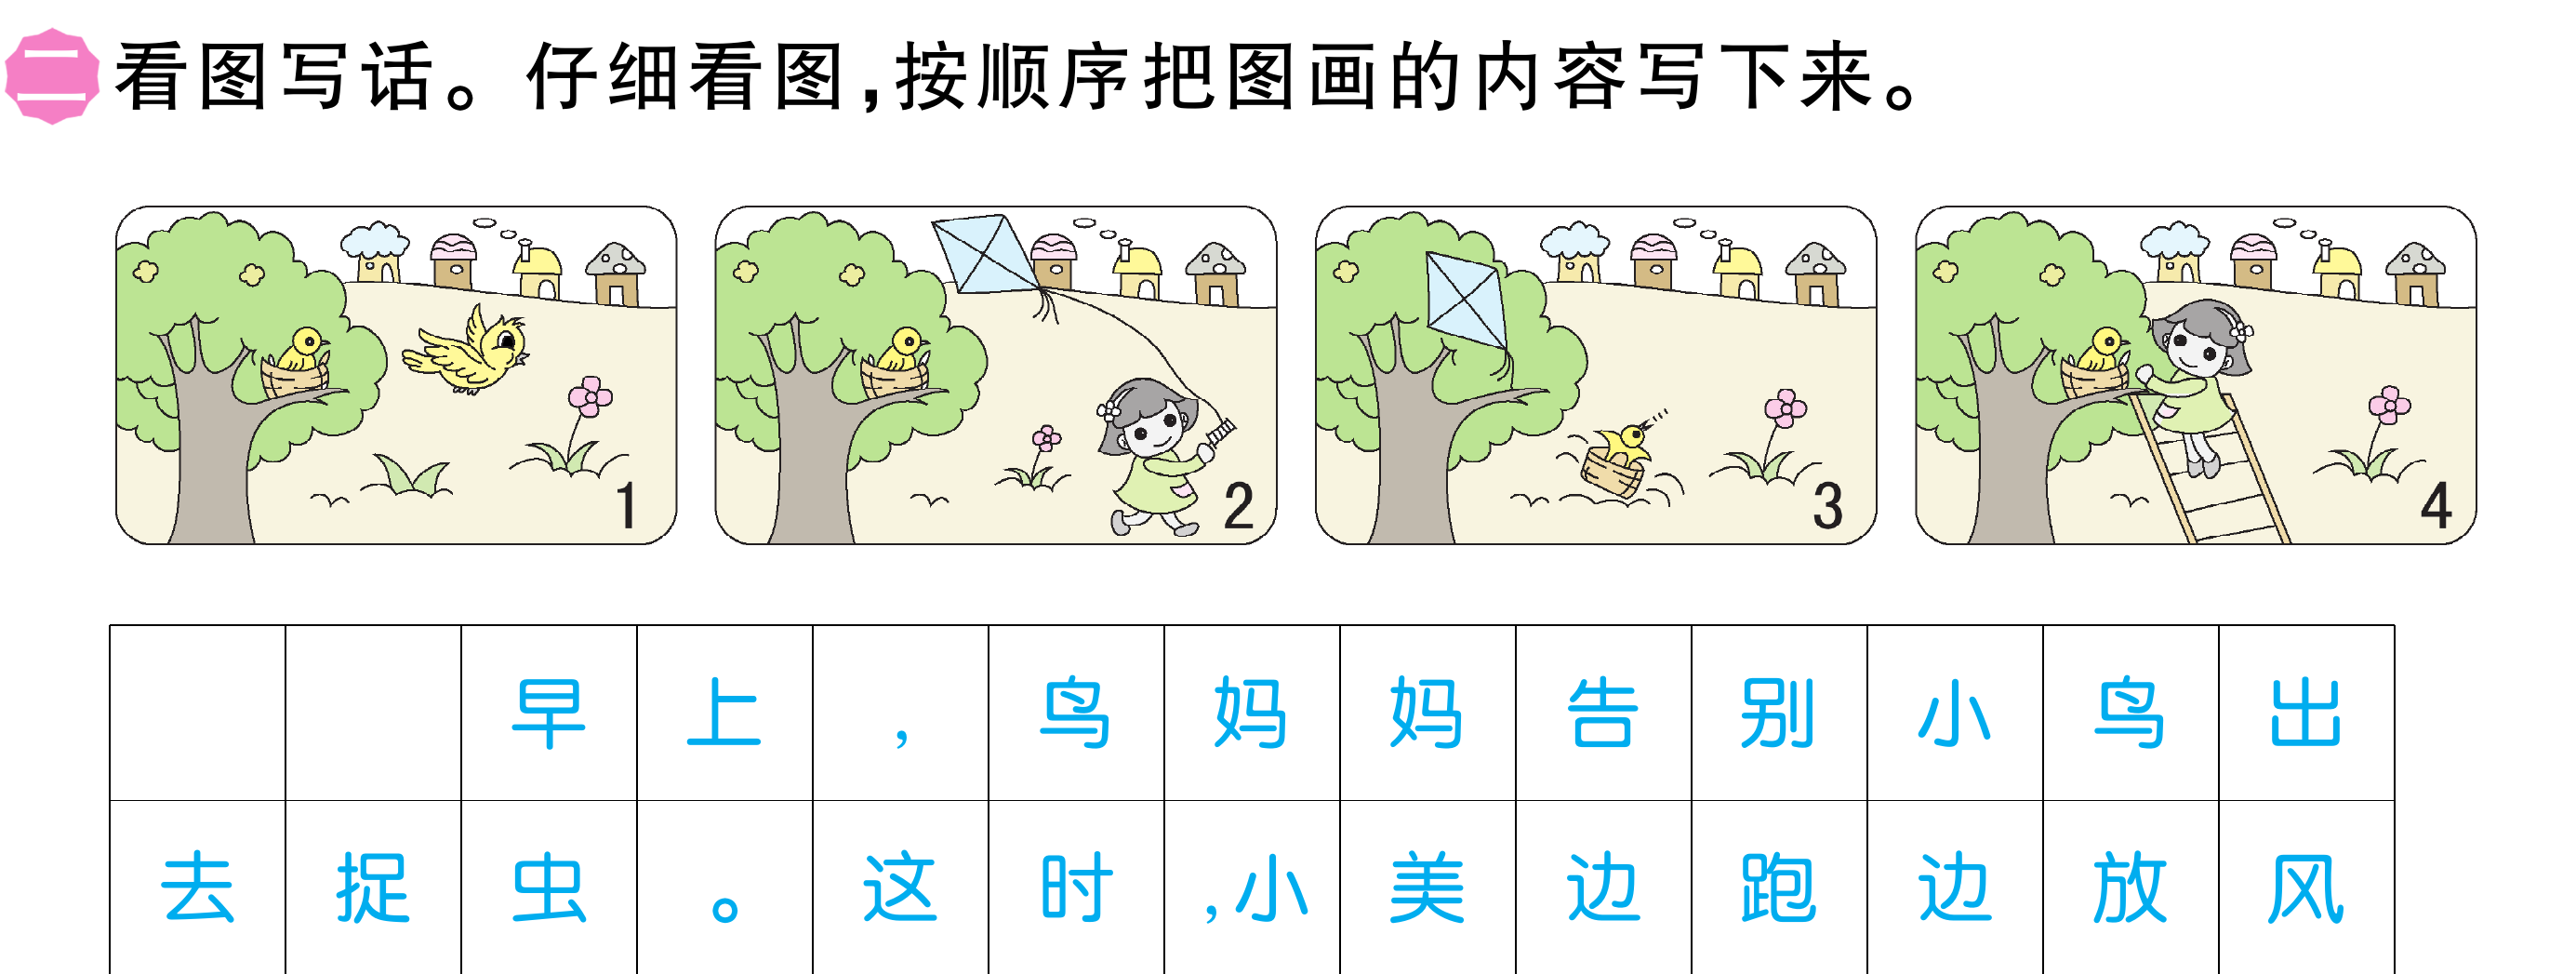 二 看图写话。仔细看图,按顺序把图画的内容写下来。
1 2 3 4
早上,鸟妈妈告别小鸟出
去捉虫。这时,小美边跑边放风